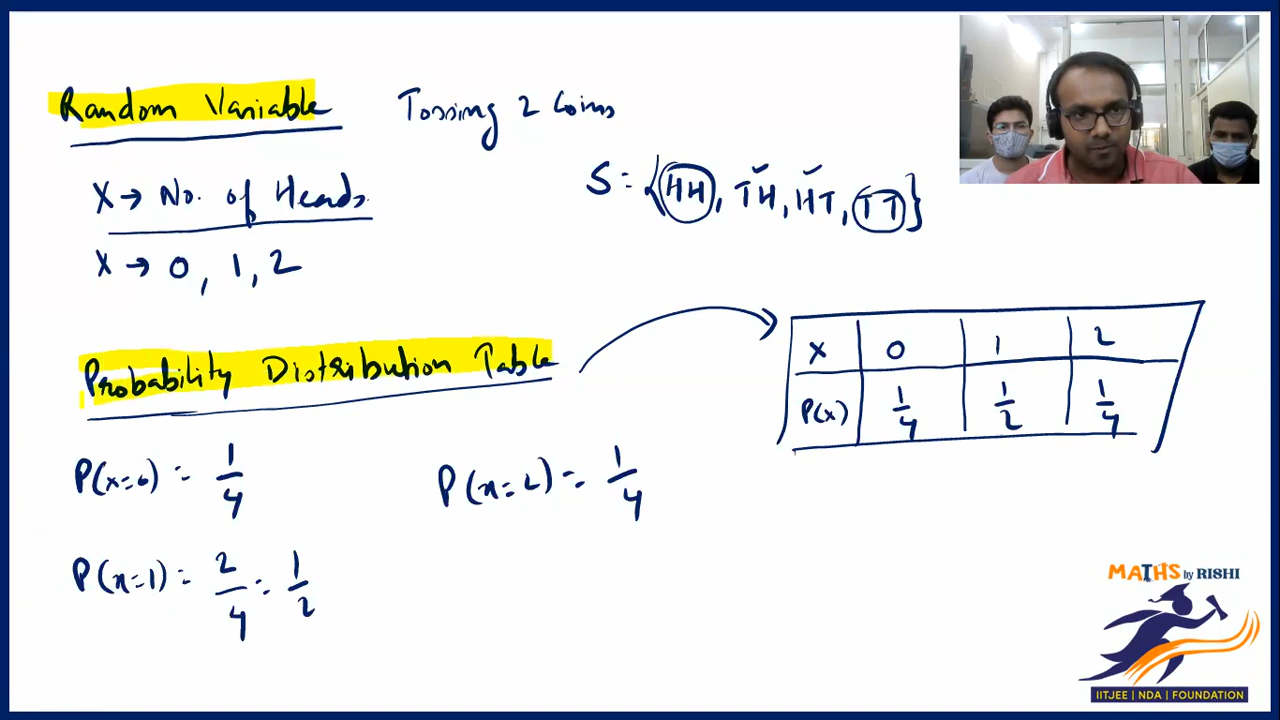 Random Variable Tossing 2 Coins
S = {HH, TH, HT, TT}
X → No. of Heads
X → 0, 1, 2
Probability Distribution Table
X 0 1 2
P(x) 1/4 1/2 1/4
P(x=0) = 1/4 P(x=2) = 1/4
P(x=1) = 2/4 = 1/2
MATHS by RISHI
IITJEE | NDA | FOUNDATION